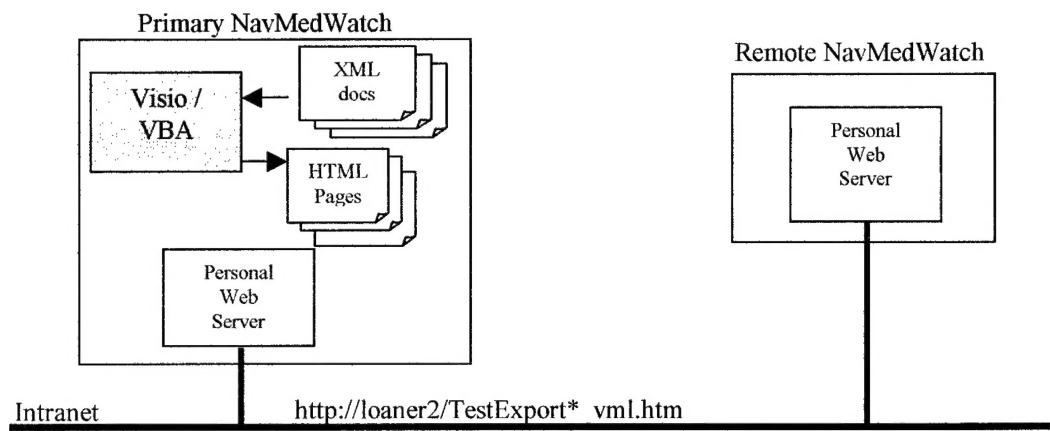 Primary NavMedWatch
XML
docs
Visio /
VBA
HTML
Pages
Personal
Web
Server
Remote NavMedWatch
Personal
Web
Server
Intranet
http://loaner2/TestExport*_vml.htm